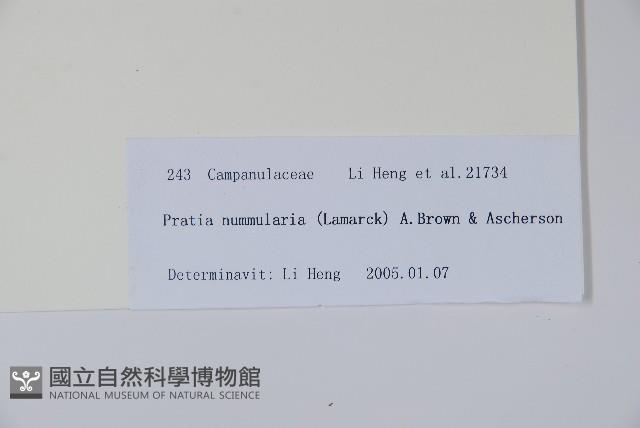 243 Campanulaceae Li Heng et al.21734
Pratia nummularia (Lamarck) A.Brown & Ascherson
Determinavit: Li Heng 2005.01.07
國立自然科學博物館
NATIONAL MUSEUM OF NATURAL SCIENCE